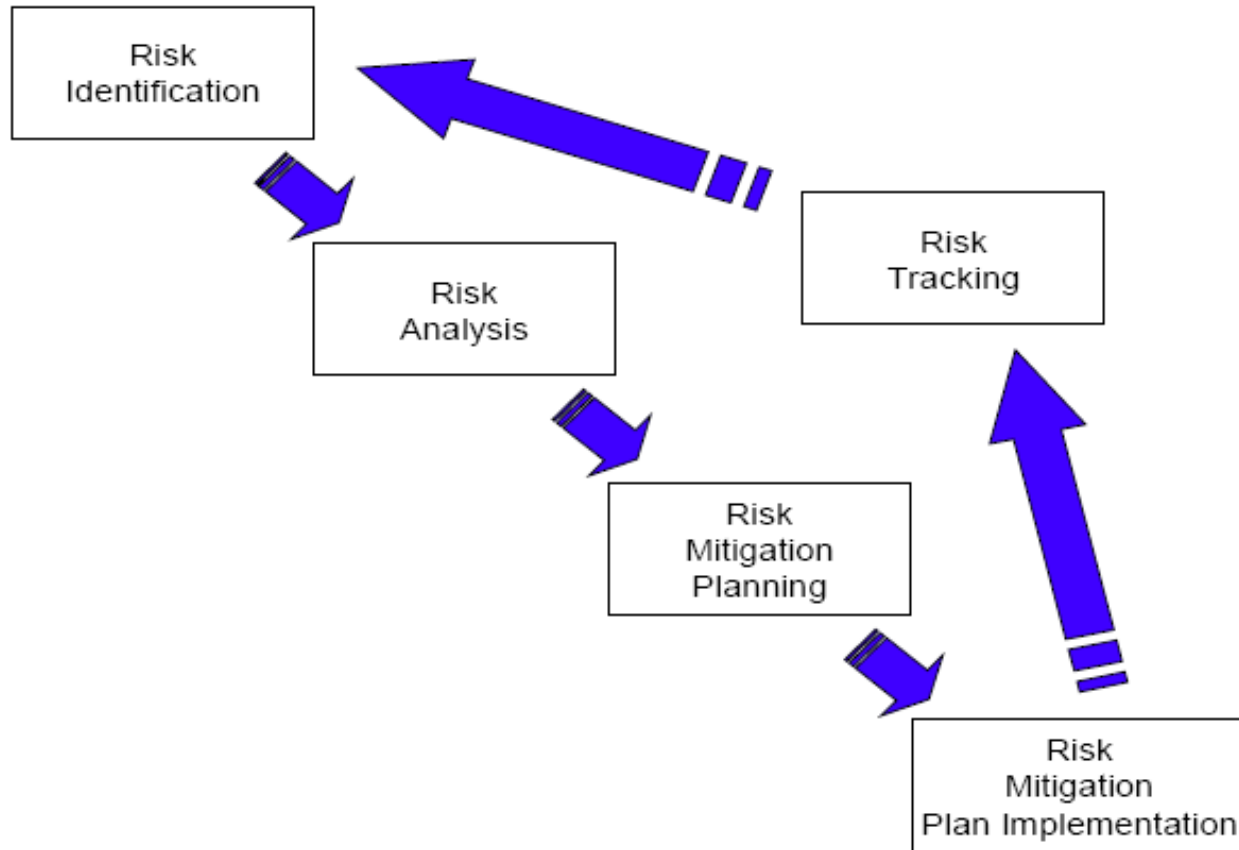 Risk
Identification
Risk
Tracking
Risk
Analysis
Risk
Mitigation
Planning
Risk
Mitigation
Plan Implementation